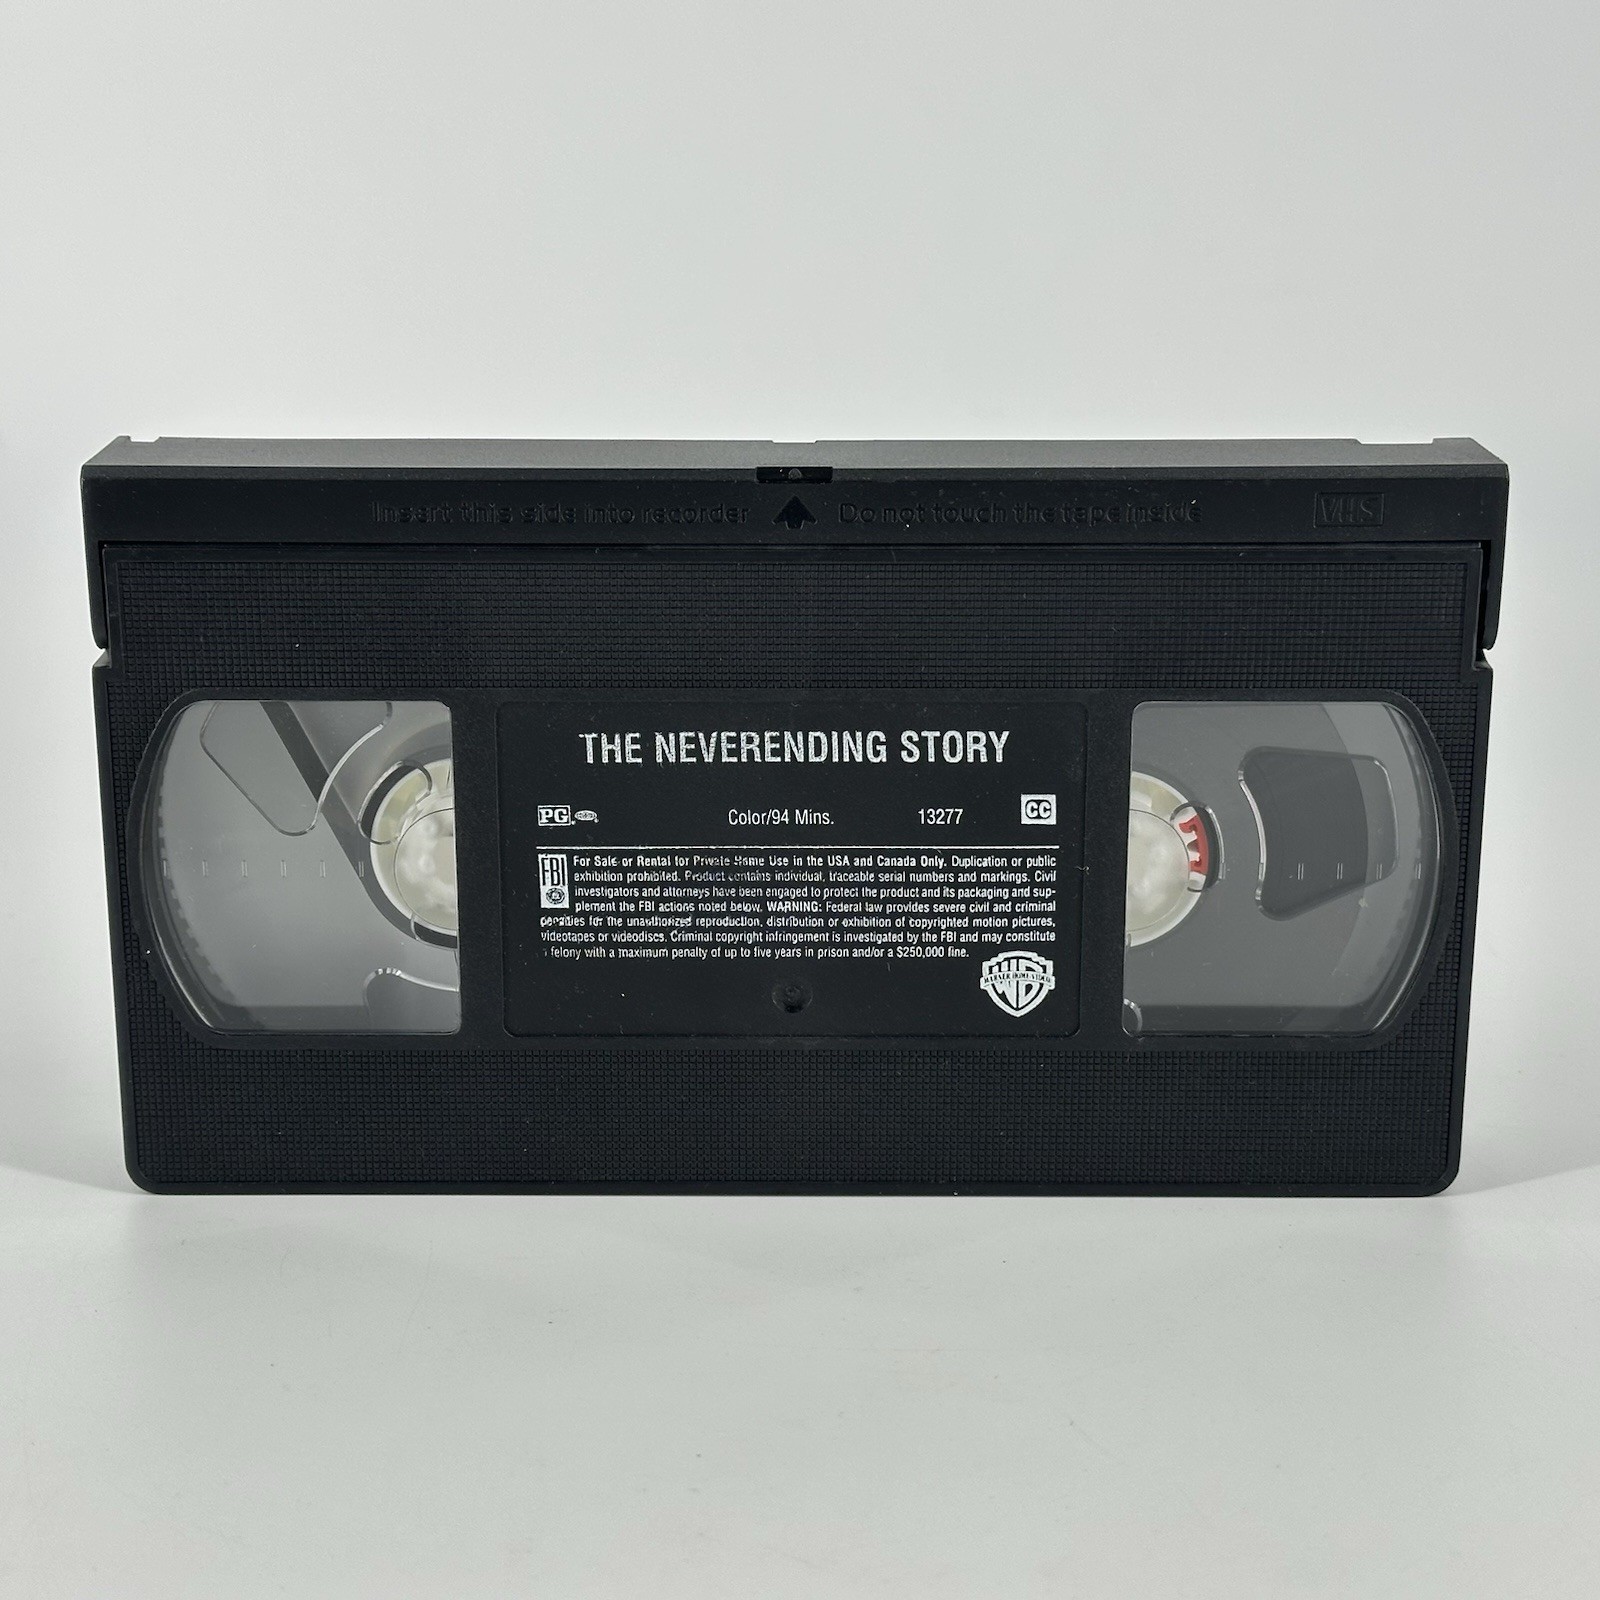 Insert this side into recorder Do not touch the tape inside VHS
THE NEVERENDING STORY
PG Color/94 Mins. 13277 CC
FBI For Sale or Rental for Private Home Use in the USA and Canada Only. Duplication or public
exhibition prohibited. Product contains individual, traceable serial numbers and markings. Civil
investigators and attorneys have been engaged to protect the product and its packaging and sup-
plement the FBI actions noted below. WARNING: Federal law provides severe civil and criminal
penalties for the unauthorized reproduction, distribution or exhibition of copyrighted motion pictures,
videotapes or videodiscs. Criminal copyright infringement is investigated by the FBI and may constitute
a felony with a maximum penalty of up to five years in prison and/or a $250,000 fine.
WARNER HOME VIDEO
WB